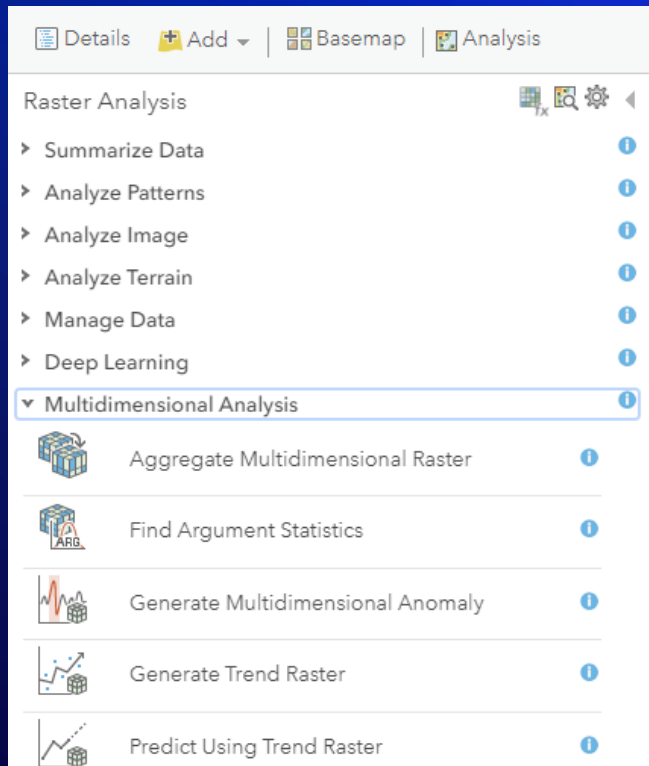 Details Add Basemap Analysis
Raster Analysis
Summarize Data
Analyze Patterns
Analyze Image
Analyze Terrain
Manage Data
Deep Learning
Multidimensional Analysis
Aggregate Multidimensional Raster
ARG
Find Argument Statistics
Generate Multidimensional Anomaly
Generate Trend Raster
Predict Using Trend Raster